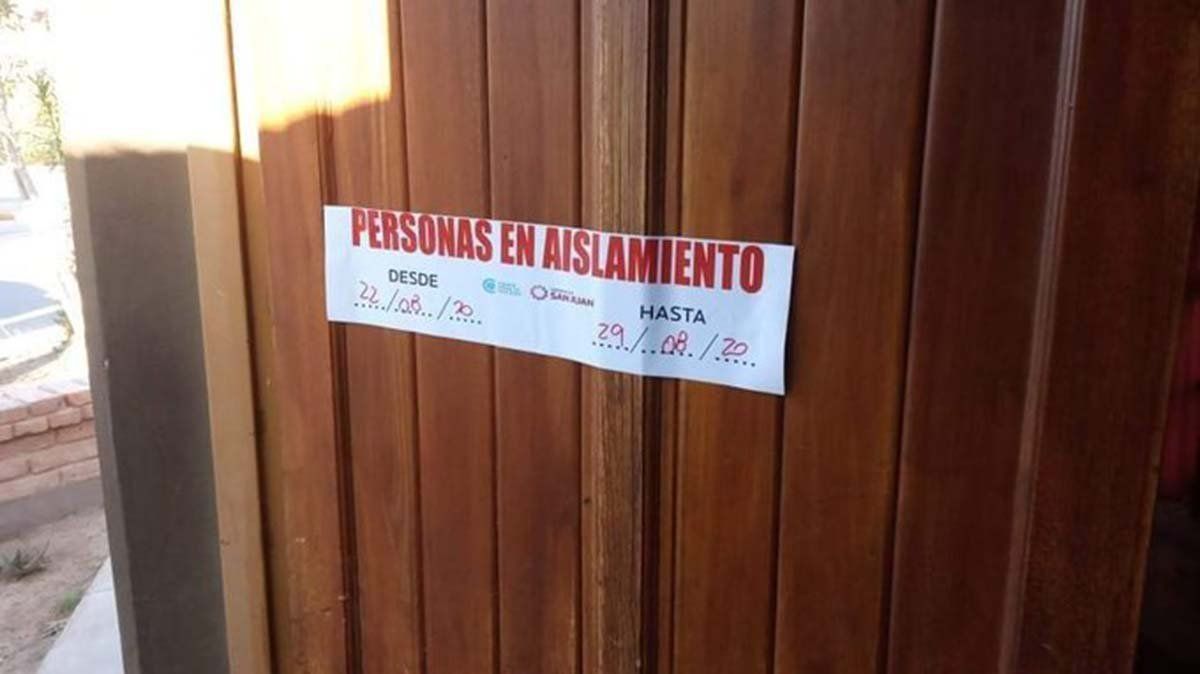 PERSONAS EN AISLAMIENTO
DESDE
22/08/20
SAN JUAN
HASTA
29/08/20